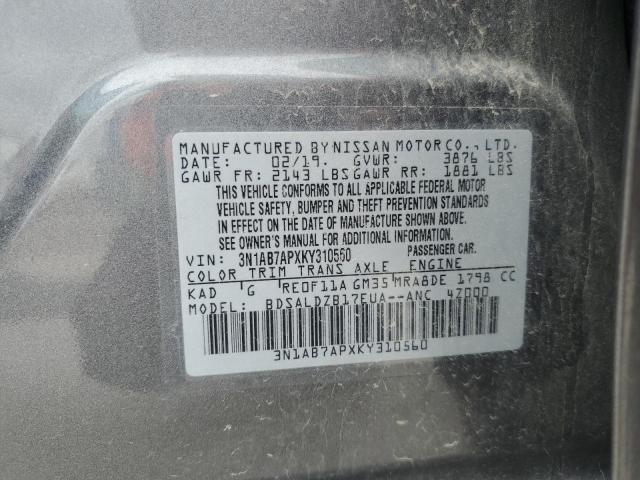 MANUFACTURED BY NISSAN MOTOR CO., LTD.
DATE: 02/19. GVWR: 3876 LBS
GAWR FR: 2143 LBS GAWR RR: 1881 LBS
THIS VEHICLE CONFORMS TO ALL APPLICABLE FEDERAL MOTOR
VEHICLE SAFETY, BUMPER AND THEFT PREVENTION STANDARDS
IN EFFECT ON THE DATE OF MANUFACTURE SHOWN ABOVE.
SEE OWNER'S MANUAL FOR ADDITIONAL INFORMATION.
VIN: 3N1AB7APXKY310560 PASSENGER CAR.
COLOR TRIM TRANS AXLE ENGINE
KAD G RE0F11A GM35 MRA8DE 1798 CC
MODEL: BDSALDZB17EUA--ANC 4Z000
3N1AB7APXKY310560